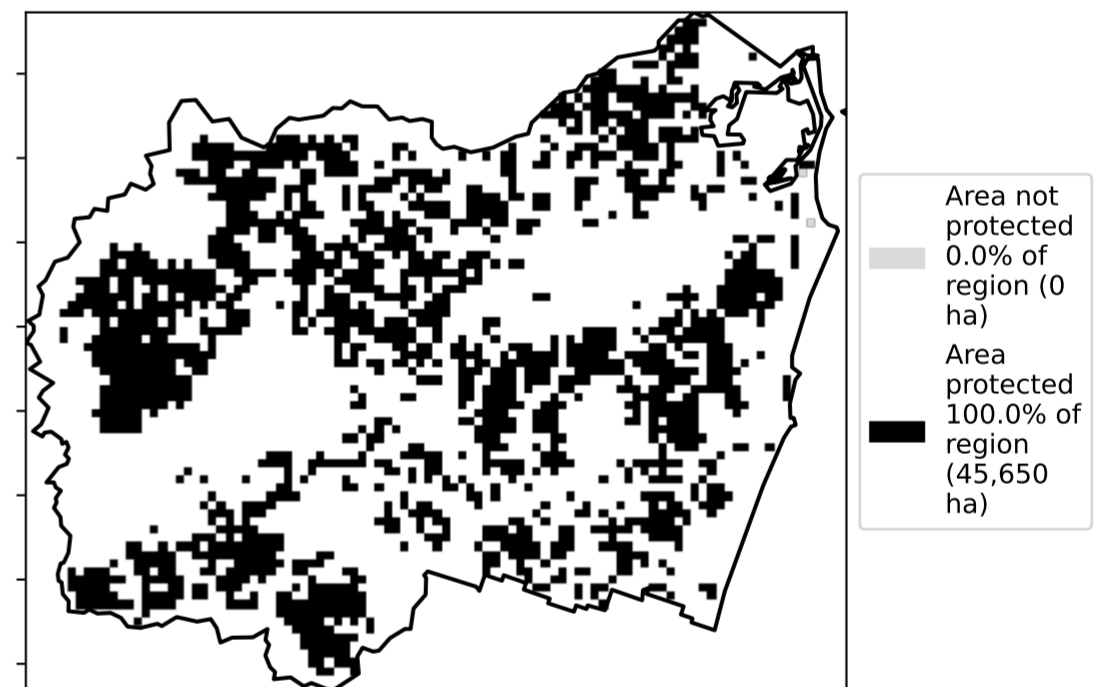 Area not
protected
0.0% of
region (0
ha)
Area
protected
100.0% of
region
(45,650
ha)